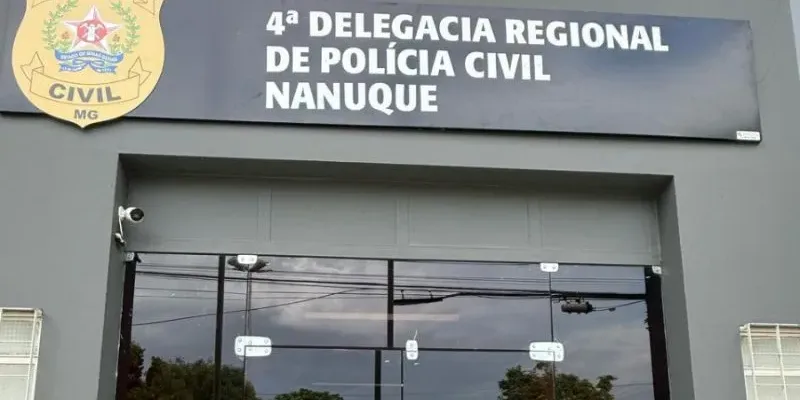 4ª DELEGACIA REGIONAL
DE POLÍCIA CIVIL
NANUQUE
CIVIL
MG